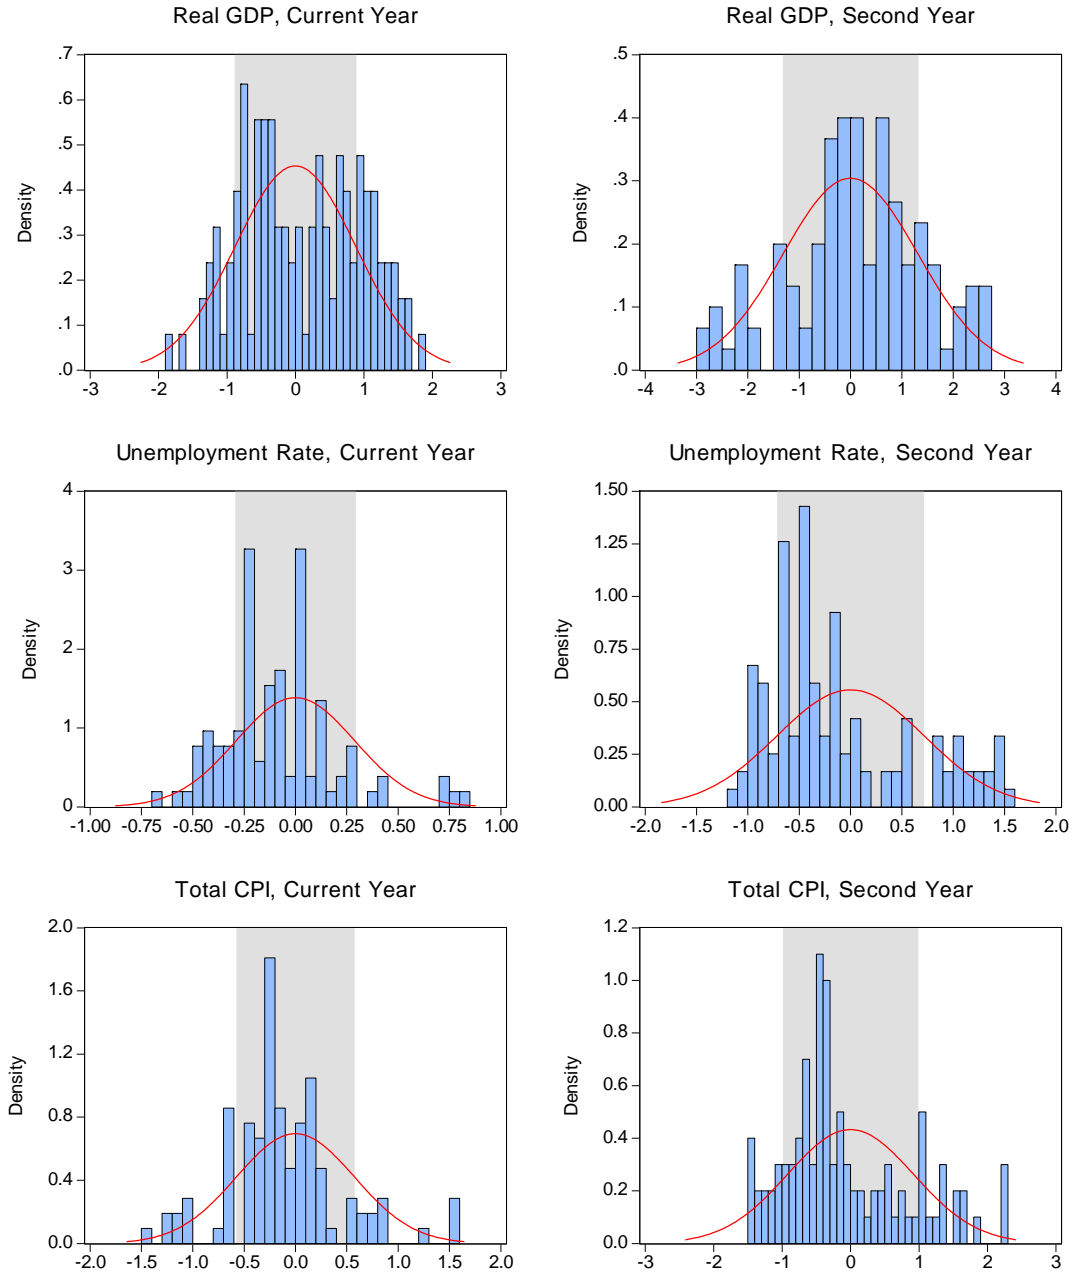 Real GDP, Current Year
Density
.7
.6
.5
.4
.3
.2
.1
.0
-3 -2 -1 0 1 2 3
Real GDP, Second Year
Density
.5
.4
.3
.2
.1
.0
-4 -3 -2 -1 0 1 2 3 4
Unemployment Rate, Current Year
Density
4
3
2
1
0
-1.00 -0.75 -0.50 -0.25 0.00 0.25 0.50 0.75 1.00
Unemployment Rate, Second Year
Density
1.50
1.25
1.00
0.75
0.50
0.25
0.00
-2.0 -1.5 -1.0 -0.5 0.0 0.5 1.0 1.5 2.0
Total CPI, Current Year
Density
2.0
1.6
1.2
0.8
0.4
0.0
-2.0 -1.5 -1.0 -0.5 0.0 0.5 1.0 1.5 2.0
Total CPI, Second Year
Density
1.2
1.0
0.8
0.6
0.4
0.2
0.0
-3 -2 -1 0 1 2 3